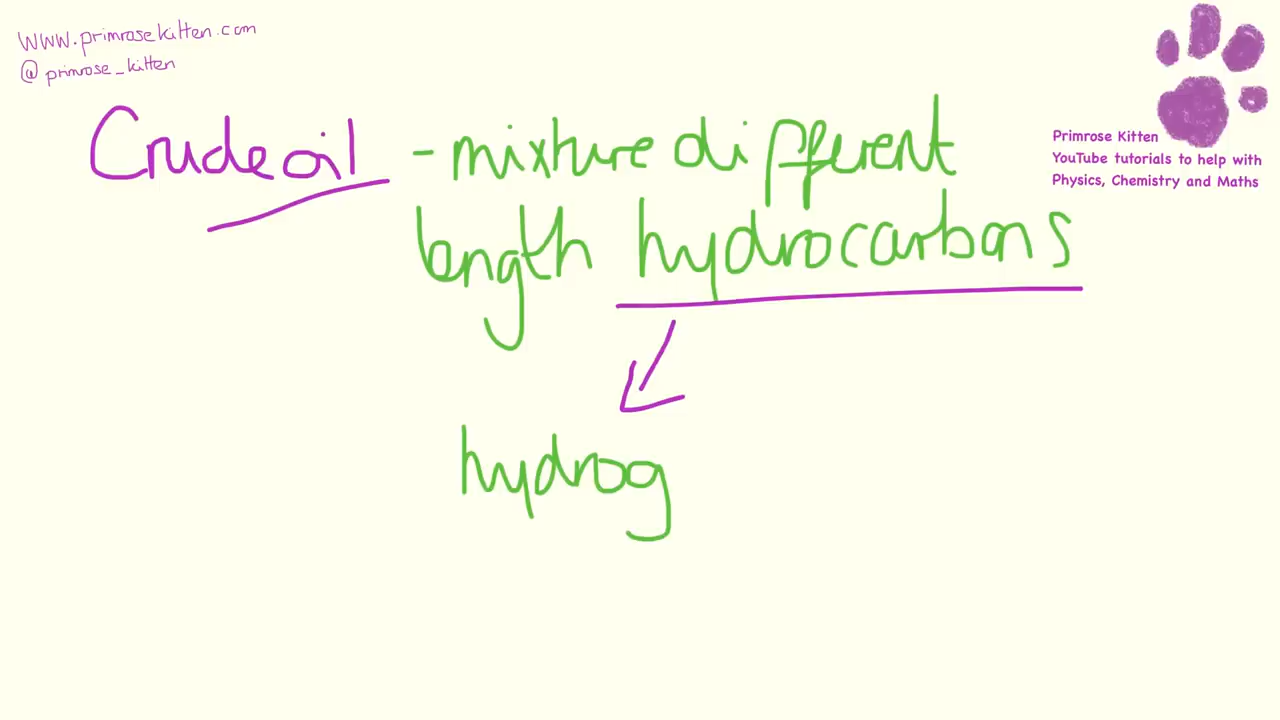 www.primrosekitten.com
@primrose_kitten
Crude oil - mixture different
length hydrocarbons
hydrog
Primrose Kitten
YouTube tutorials to help with
Physics, Chemistry and Maths